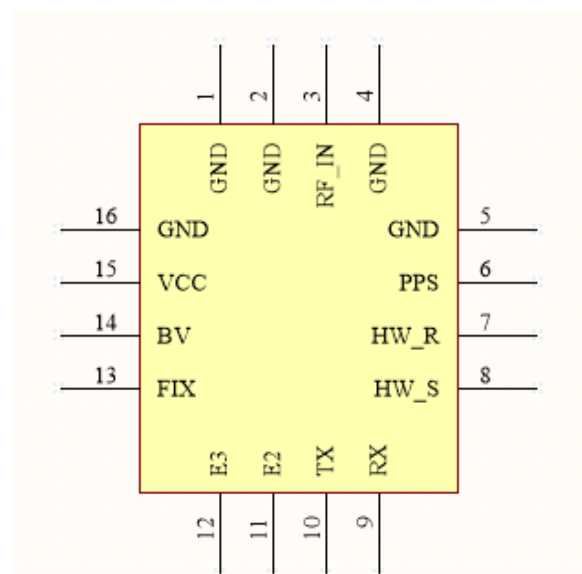 1 2 3 4
GND GND RF_IN GND
16 GND GND 5
15 VCC PPS 6
14 BV HW_R 7
13 FIX HW_S 8
E3 E2 TX RX
12 11 10 9